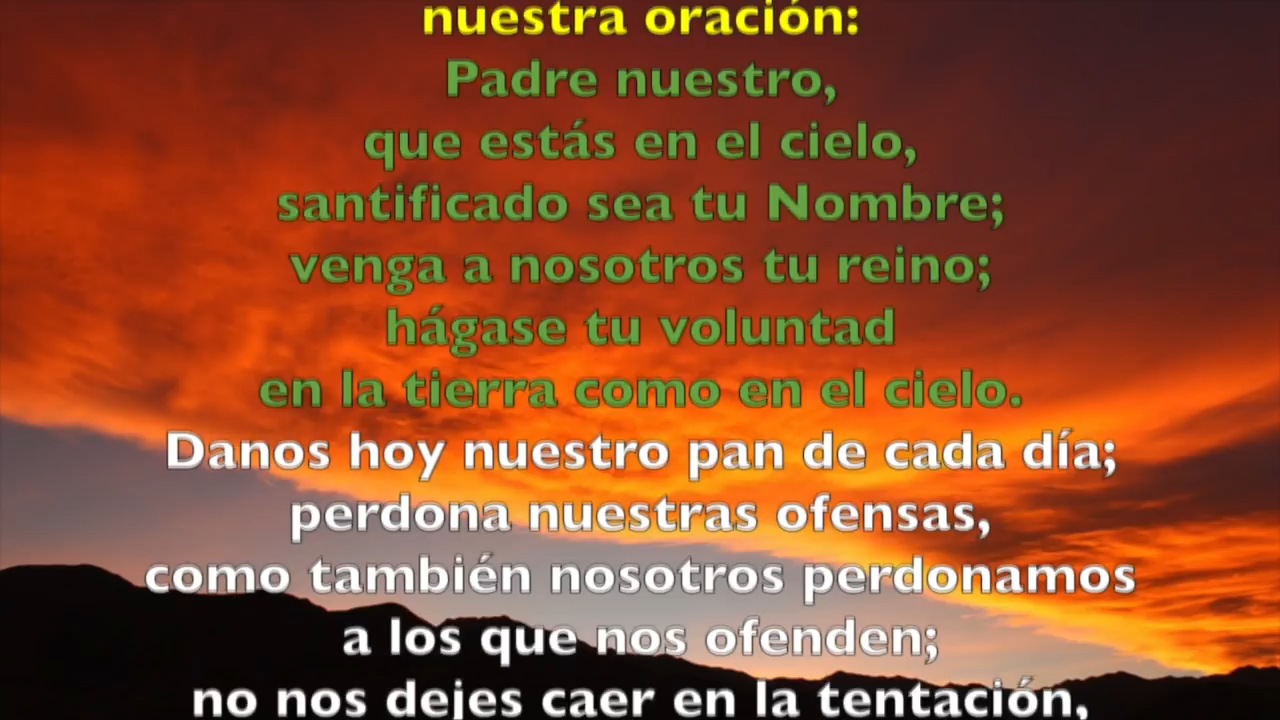 nuestra oración:
Padre nuestro,
que estás en el cielo,
santificado sea tu Nombre;
venga a nosotros tu reino;
hágase tu voluntad
en la tierra como en el cielo.
Danos hoy nuestro pan de cada día;
perdona nuestras ofensas,
como también nosotros perdonamos
a los que nos ofenden;
no nos dejes caer en la tentación,